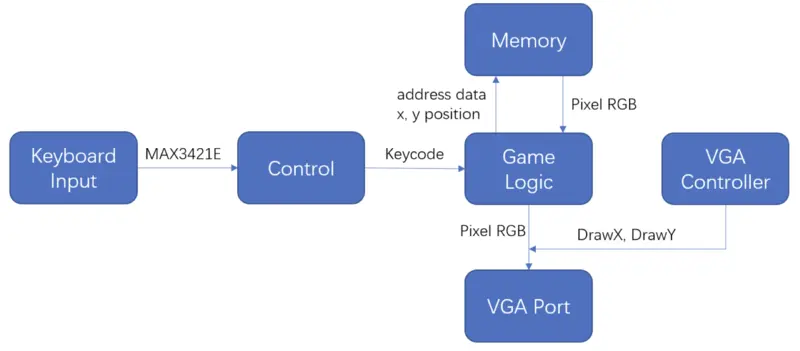 Memory
address data
x, y position
Pixel RGB
Keyboard
Input
MAX3421E
Control
Keycode
Game
Logic
VGA
Controller
Pixel RGB
DrawX, DrawY
VGA Port